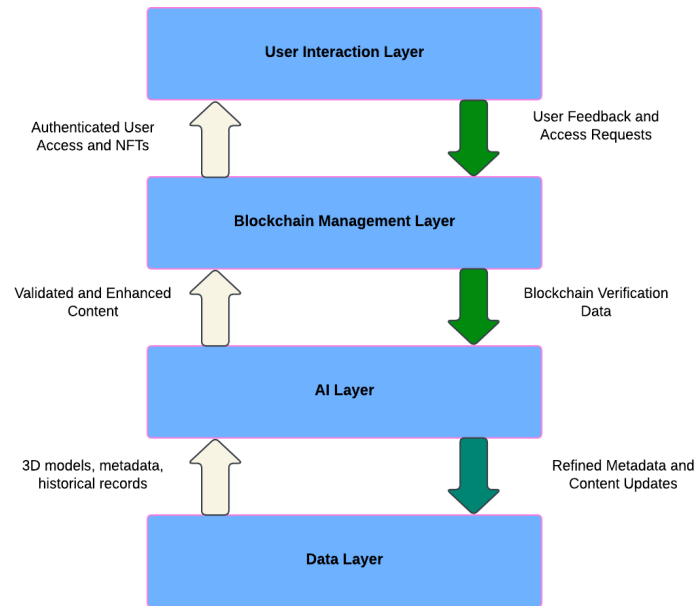 User Interaction Layer
Authenticated User
Access and NFTs
User Feedback and
Access Requests
Blockchain Management Layer
Validated and Enhanced
Content
Blockchain Verification
Data
AI Layer
3D models, metadata,
historical records
Refined Metadata and
Content Updates
Data Layer